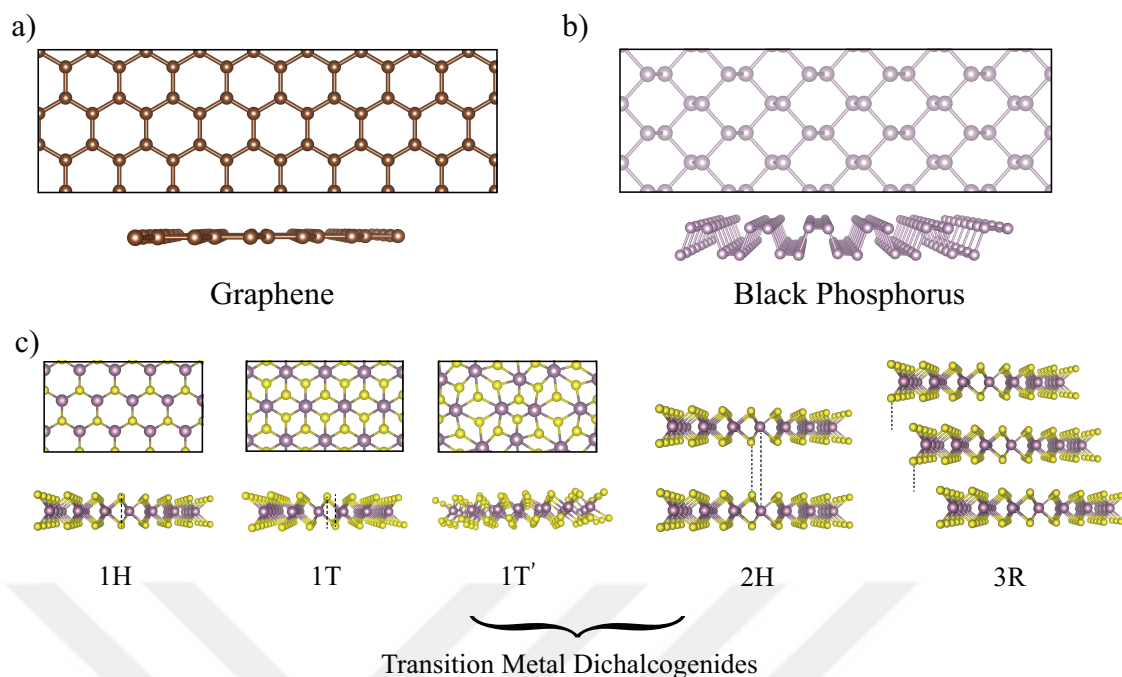 a)
b)
Graphene
Black Phosphorus
c)
1H
1T
1T'
2H
3R
Transition Metal Dichalcogenides